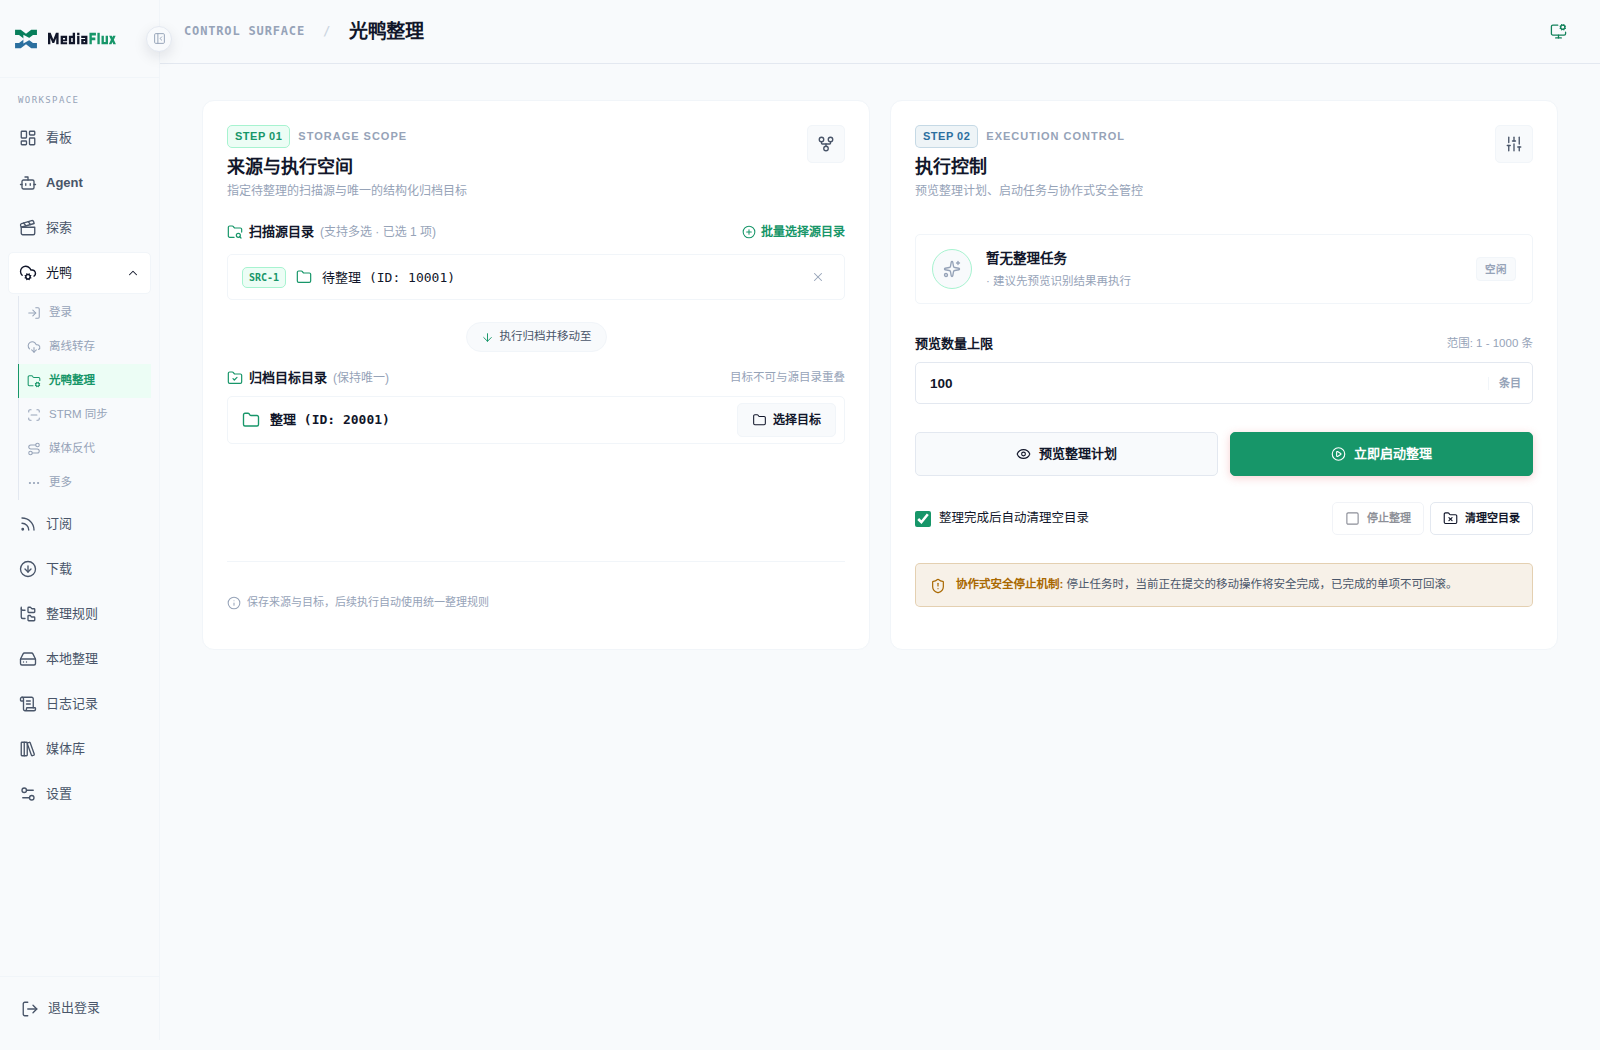 MediaFlux
CONTROL SURFACE / 光鸭整理
WORKSPACE
看板
Agent
探索
光鸭
登录
离线转存
光鸭整理
STRM 同步
媒体反代
更多
订阅
下载
整理规则
本地整理
日志记录
媒体库
设置
退出登录
STEP 01 STORAGE SCOPE
来源与执行空间
指定待整理的扫描源与唯一的结构化归档目标
扫描源目录 (支持多选 · 已选 1 项) 批量选择源目录
SRC-1 待整理 (ID: 10001)
执行归档并移动至
归档目标目录 (保持唯一) 目标不可与源目录重叠
整理 (ID: 20001) 选择目标
保存来源与目标，后续执行自动使用统一整理规则
STEP 02 EXECUTION CONTROL
执行控制
预览整理计划、启动任务与协作式安全管控
暂无整理任务
· 建议先预览识别结果再执行
空闲
预览数量上限 范围: 1 - 1000 条
100 条目
预览整理计划 立即启动整理
整理完成后自动清理空目录 停止整理 清理空目录
协作式安全停止机制: 停止任务时，当前正在提交的移动操作将安全完成，已完成的单项不可回滚。